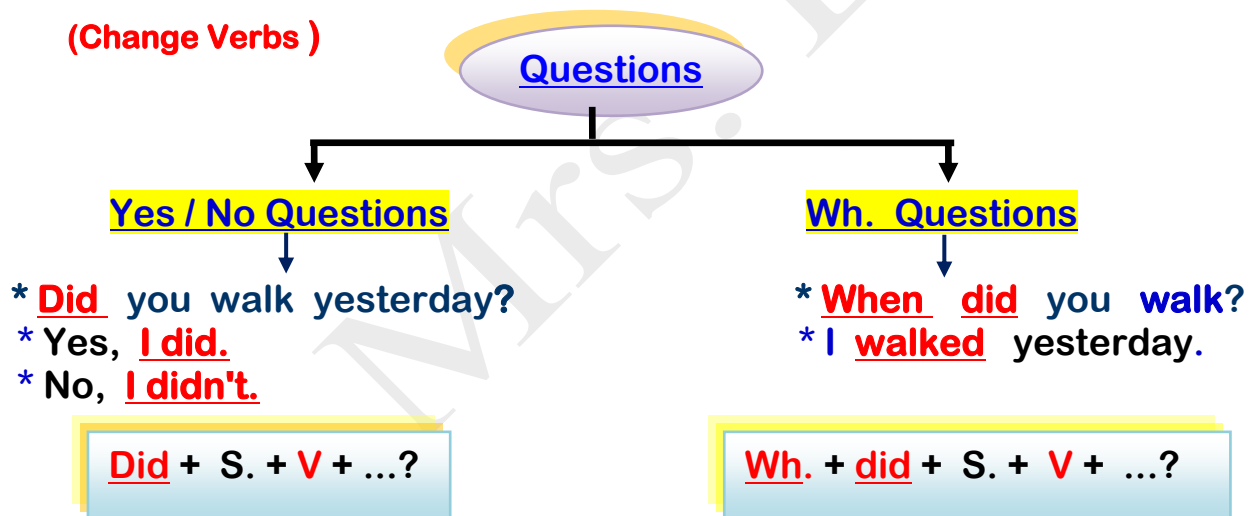 (Change Verbs )
Questions
Yes / No Questions
* Did you walk yesterday?
* Yes, I did.
* No, I didn't.
Did + S. + V + ...?
Wh. Questions
* When did you walk?
* I walked yesterday.
Wh. + did + S. + V + ...?
Mrs.